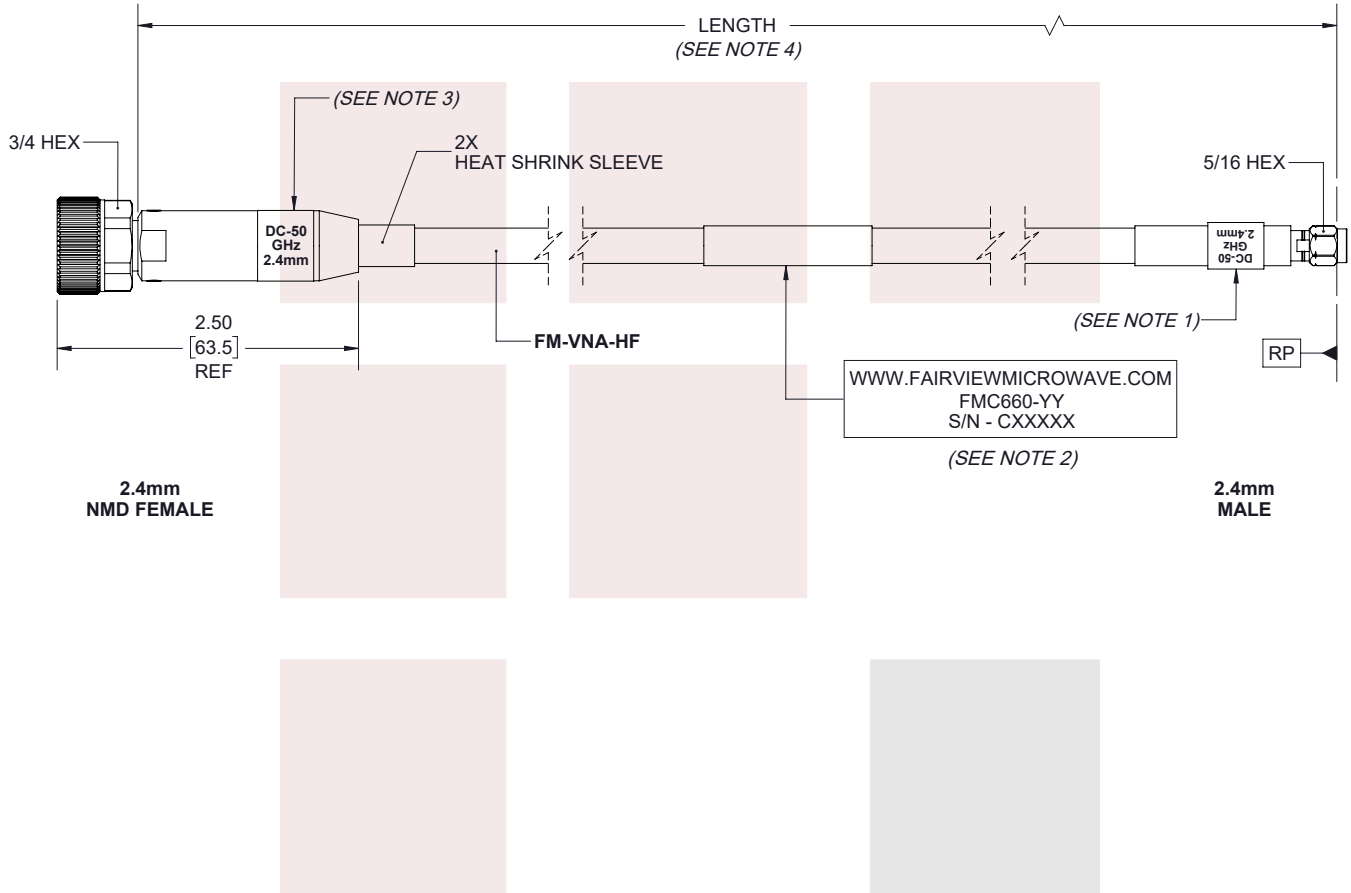 LENGTH
(SEE NOTE 4)
(SEE NOTE 3)
3/4 HEX
2X
HEAT SHRINK SLEEVE
5/16 HEX
DC-50
GHz
2.4mm
DC-50
GHz
2.4mm
(SEE NOTE 1)
2.50
[63.5]
REF
FM-VNA-HF
RP
WWW.FAIRVIEWMICROWAVE.COM
FMC660-YY
S/N - CXXXXX
(SEE NOTE 2)
2.4mm
NMD FEMALE
2.4mm
MALE